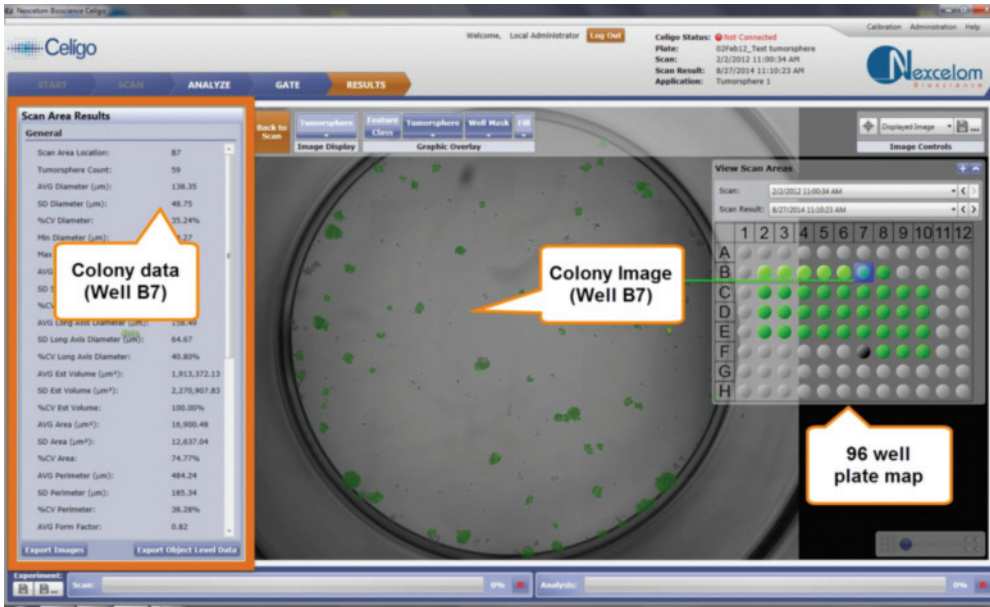 Nexcelom Bioscience Celigo
Celigo
Welcome, Local Administrator Log Out
Calibration Administration Help
Celigo Status: Not Connected
Plate: 02Feb12_Test tumorsphere
Scan: 2/2/2012 11:00:34 AM
Scan Result: 8/27/2014 11:10:23 AM
Application: Tumorsphere 1
Nexcelom
BIOSCIENCE
START SCAN ANALYZE GATE RESULTS
Scan Area Results
General
Scan Area Location: B7
Tumorsphere Count: 59
AVG Diameter (µm): 138.35
SD Diameter (µm): 48.75
%CV Diameter: 35.24%
Min Diameter (µm):
Max
AVG
SD S
%CV
AVG Long Axis Diameter (µm): 158.49
SD Long Axis Diameter (µm): 64.67
%CV Long Axis Diameter: 40.80%
AVG Est Volume (µm³): 1,913,372.13
SD Est Volume (µm³): 2,270,907.83
%CV Est Volume: 100.00%
AVG Area (µm²): 16,900.48
SD Area (µm²): 12,637.04
%CV Area: 74.77%
AVG Perimeter (µm): 484.24
SD Perimeter (µm): 185.34
%CV Perimeter: 38.28%
AVG Form Factor: 0.82
Export Images Export Object Level Data
Colony data
(Well B7)
Back to
Scan
Tumorsphere
Image Display
Feature
Class
Tumorsphere Well Mask Fill
Graphic Overlay
Displayed Image
Image Controls
Colony Image
(Well B7)
View Scan Areas
Scan: 2/2/2012 11:00:34 AM
Scan Result: 8/27/2014 11:10:23 AM
1 2 3 4 5 6 7 8 9 10 11 12
A
B
C
D
E
F
G
H
96 well
plate map
Experiment:
Scan: 0%
Analysis: 0%